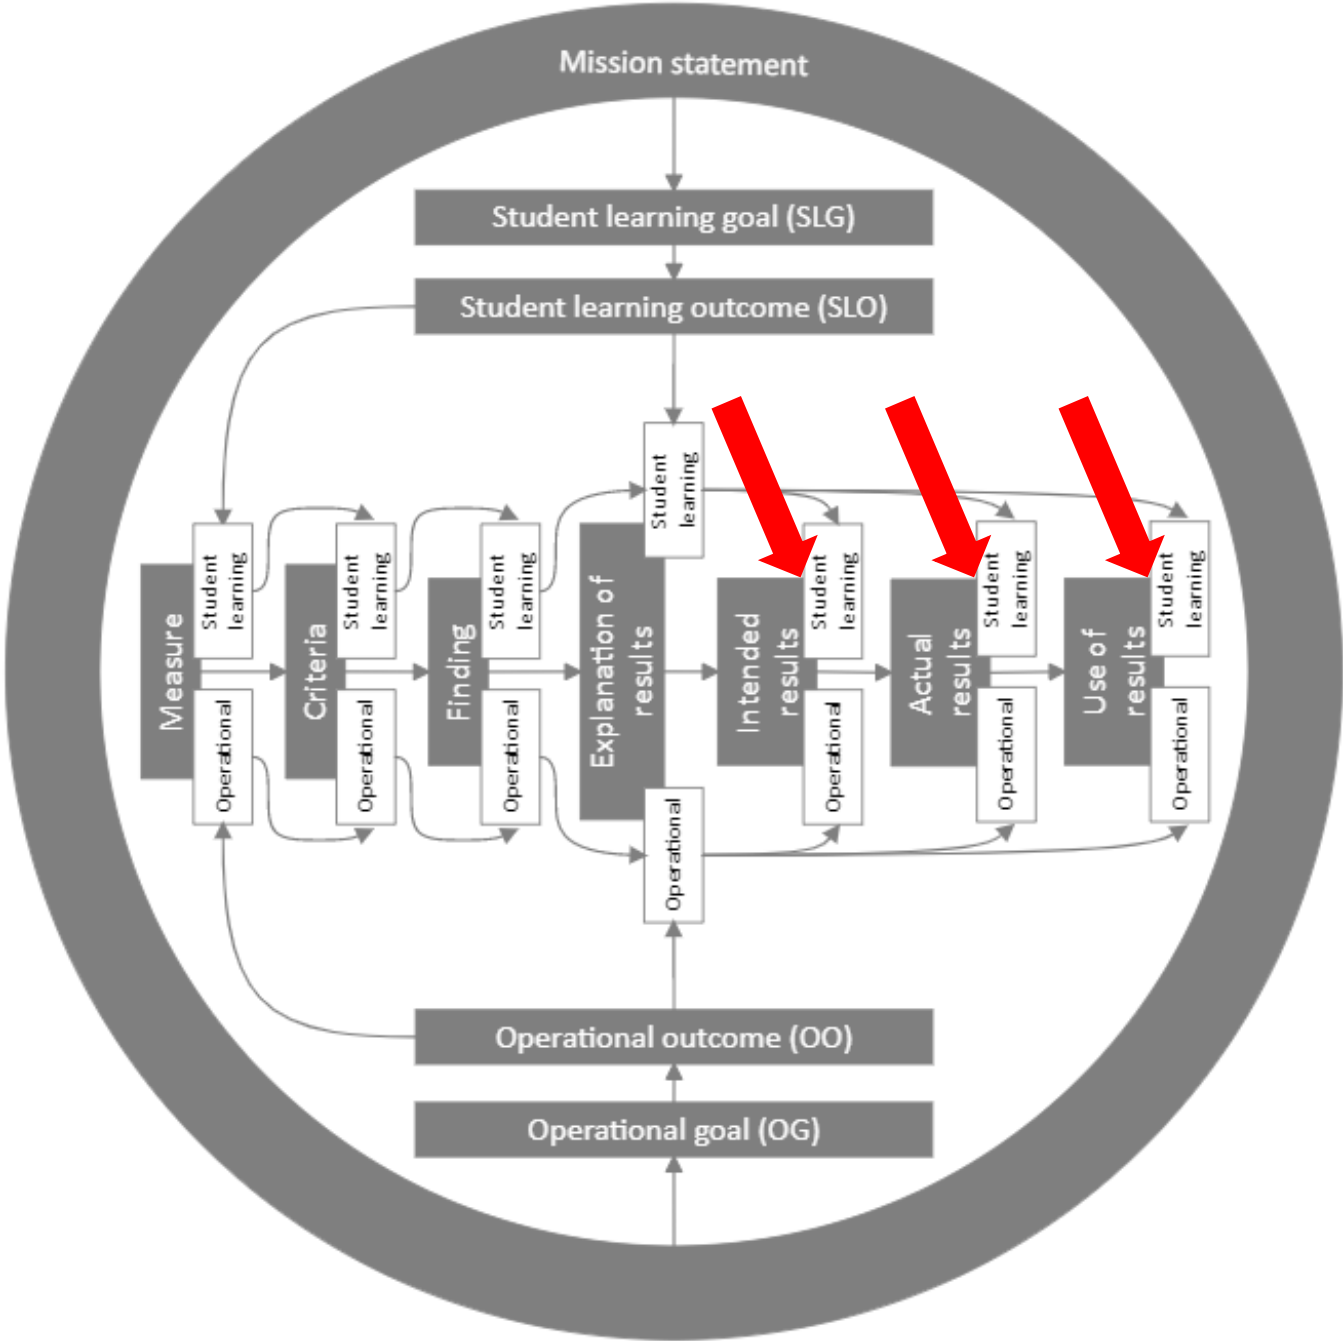 Mission statement
Student learning goal (SLG)
Student learning outcome (SLO)
Student
learning
Student
learning
Student
learning
Student
learning
Student
learning
Student
learning
Student
learning
Measure
Criteria
Finding
Explanation of
results
Intended
results
Actual
results
Use of
results
Operational
Operational
Operational
Operational
Operational
Operational
Operational
Operational outcome (OO)
Operational goal (OG)